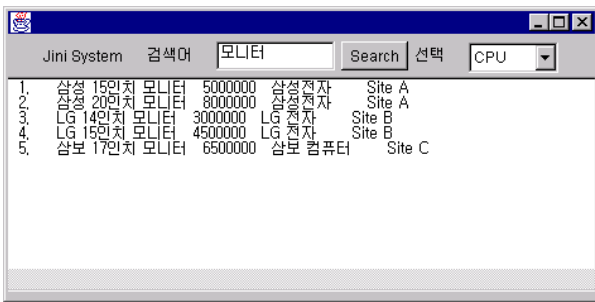 Jini System 검색어 모니터 Search 선택 CPU
1, 삼성 15인치 모니터 5000000 삼성전자 Site A
2, 삼성 20인치 모니터 8000000 삼성전자 Site A
3, LG 14인치 모니터 3000000 LG 전자 Site B
4, LG 15인치 모니터 4500000 LG 전자 Site B
5, 삼보 17인치 모니터 6500000 삼보 컴퓨터 Site C